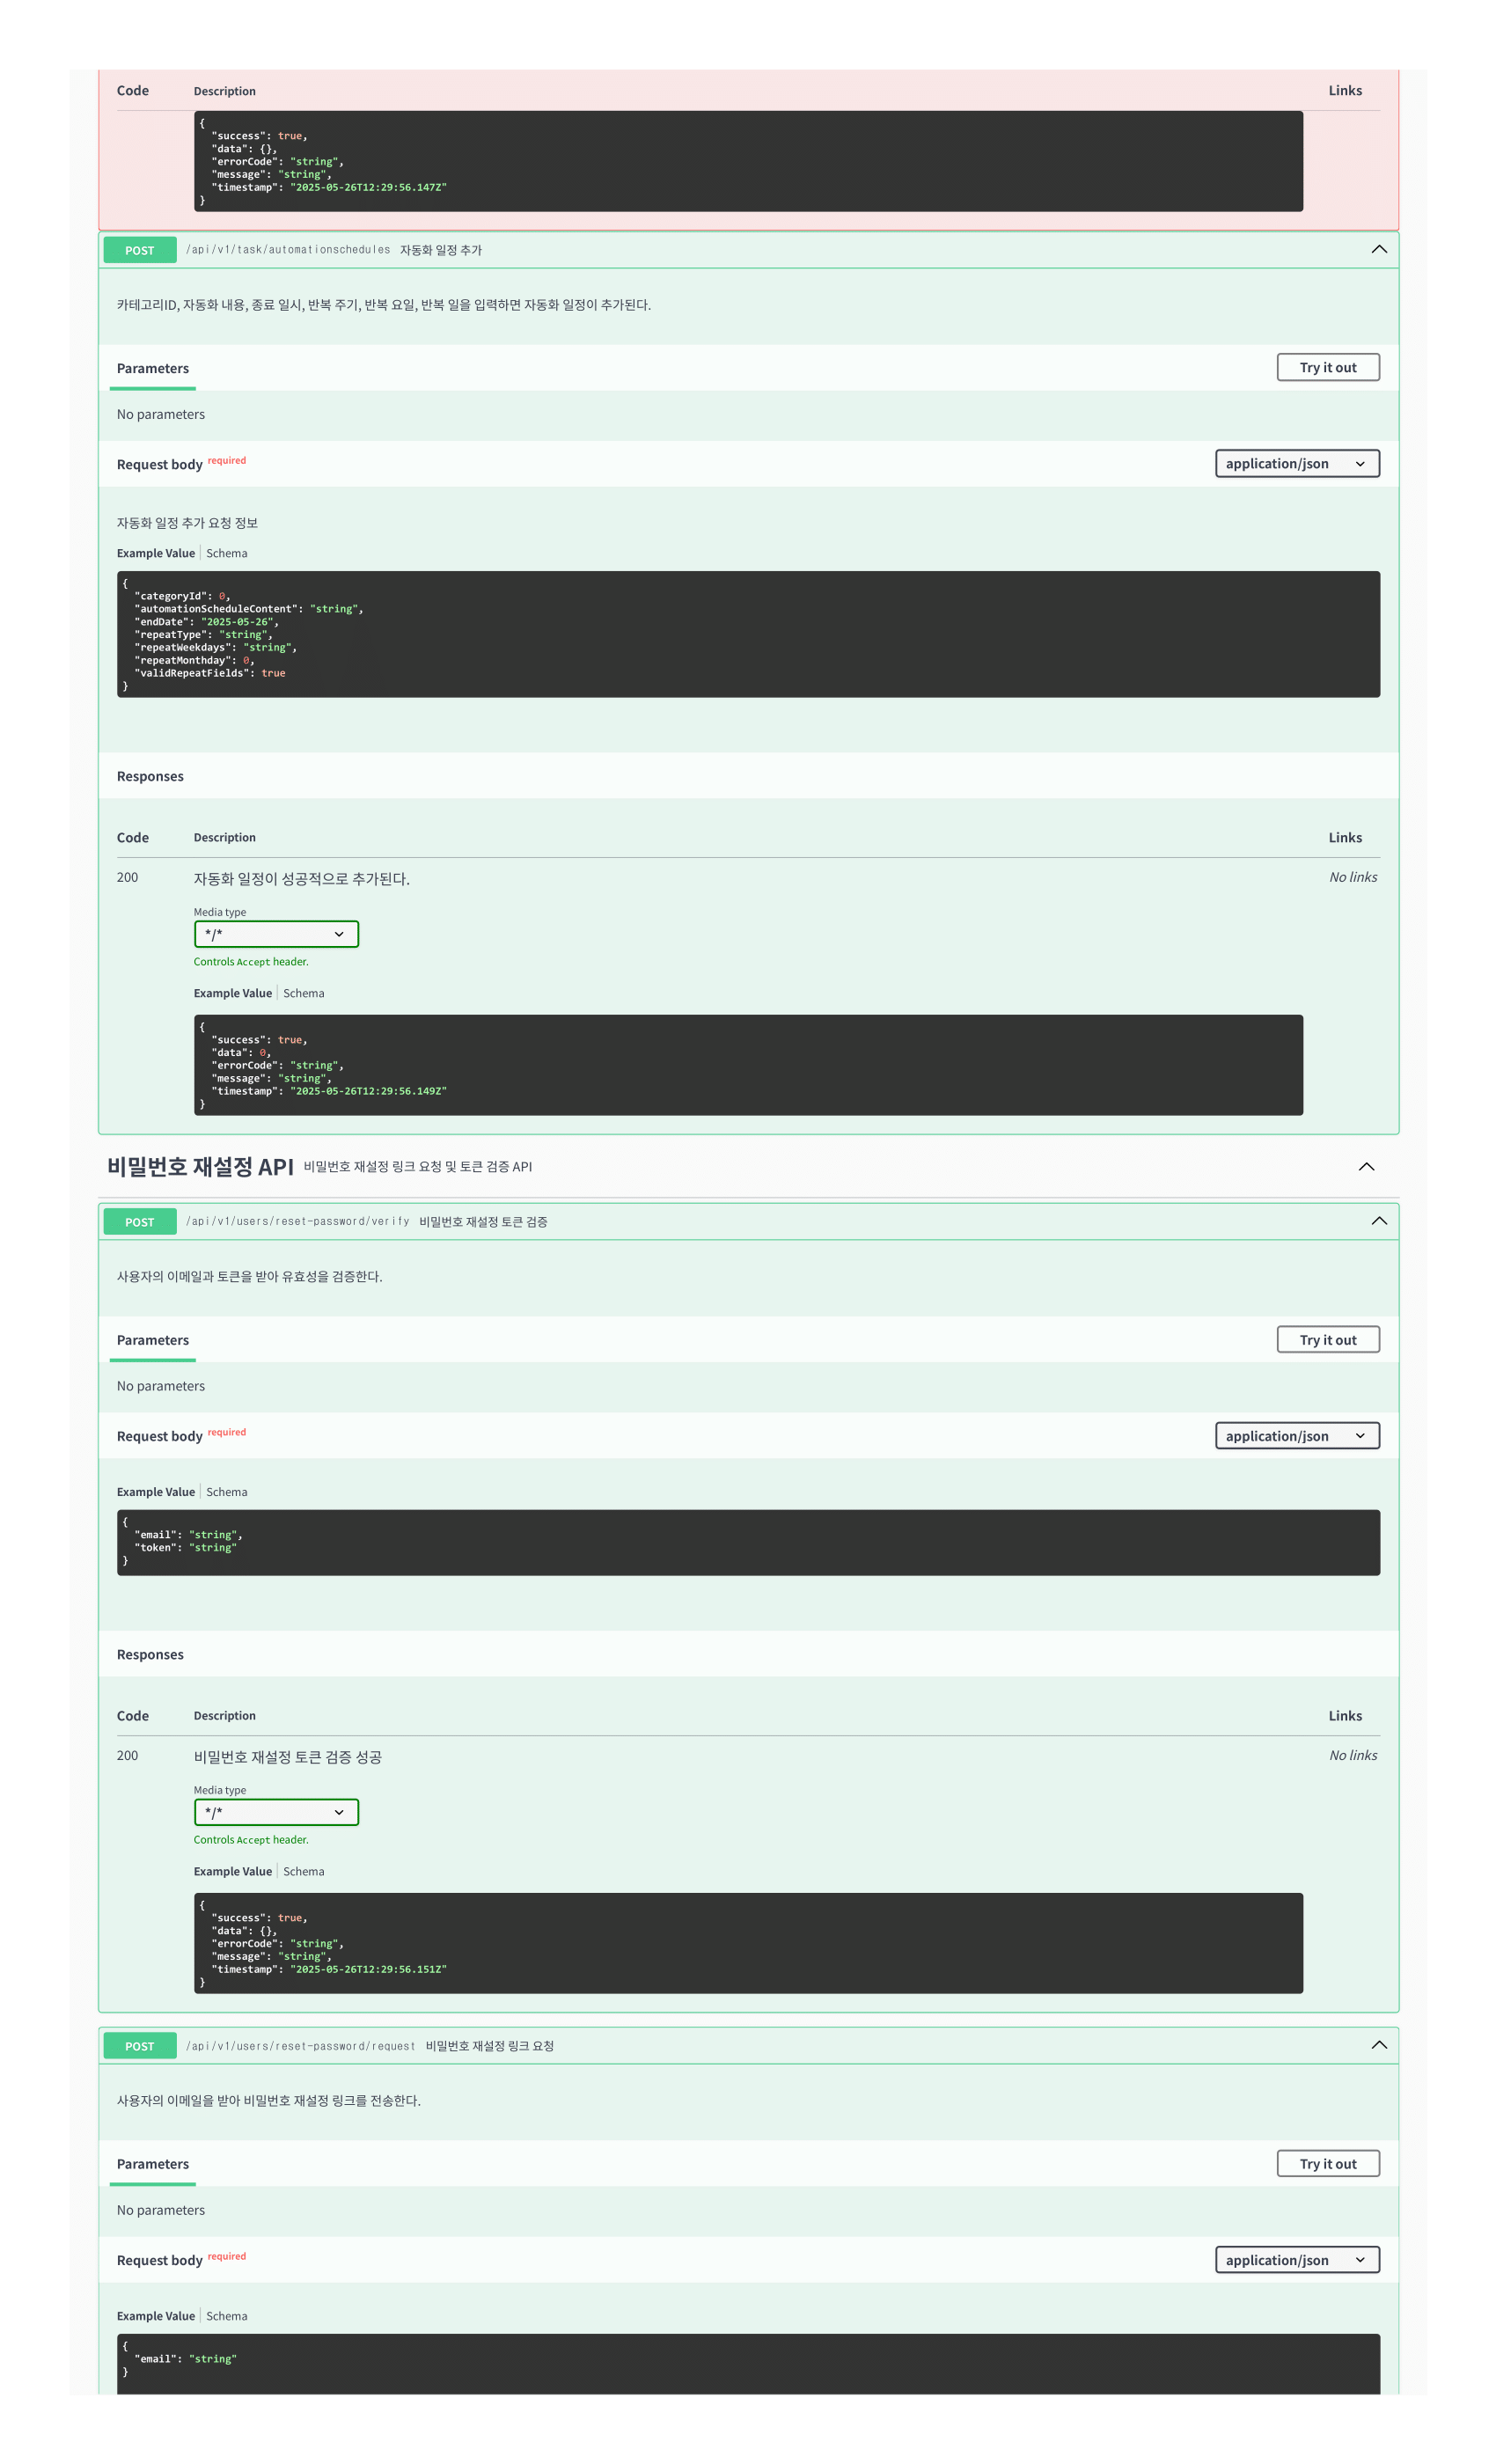 Code Description Links
{
"success": true,
"data": {},
"errorCode": "string",
"message": "string",
"timestamp": "2025-05-26T12:29:56.147Z"
}
POST /api/v1/task/automationschedules 자동화 일정 추가
카테고리ID, 자동화 내용, 종료 일시, 반복 주기, 반복 요일, 반복 일을 입력하면 자동화 일정이 추가된다.
Parameters Try it out
No parameters
Request body required application/json
자동화 일정 추가 요청 정보
Example Value Schema
{
"categoryId": 0,
"automationScheduleContent": "string",
"endDate": "2025-05-26",
"repeatType": "string",
"repeatWeekdays": "string",
"repeatMonthday": 0,
"validRepeatFields": true
}
Responses
Code Description Links
200 자동화 일정이 성공적으로 추가된다. No links
Media type
*/*
Controls Accept header.
Example Value Schema
{
"success": true,
"data": 0,
"errorCode": "string",
"message": "string",
"timestamp": "2025-05-26T12:29:56.149Z"
}
비밀번호 재설정 API 비밀번호 재설정 링크 요청 및 토큰 검증 API
POST /api/v1/users/reset-password/verify 비밀번호 재설정 토큰 검증
사용자의 이메일과 토큰을 받아 유효성을 검증한다.
Parameters Try it out
No parameters
Request body required application/json
Example Value Schema
{
"email": "string",
"token": "string"
}
Responses
Code Description Links
200 비밀번호 재설정 토큰 검증 성공 No links
Media type
*/*
Controls Accept header.
Example Value Schema
{
"success": true,
"data": {},
"errorCode": "string",
"message": "string",
"timestamp": "2025-05-26T12:29:56.151Z"
}
POST /api/v1/users/reset-password/request 비밀번호 재설정 링크 요청
사용자의 이메일을 받아 비밀번호 재설정 링크를 전송한다.
Parameters Try it out
No parameters
Request body required application/json
Example Value Schema
{
"email": "string"
}